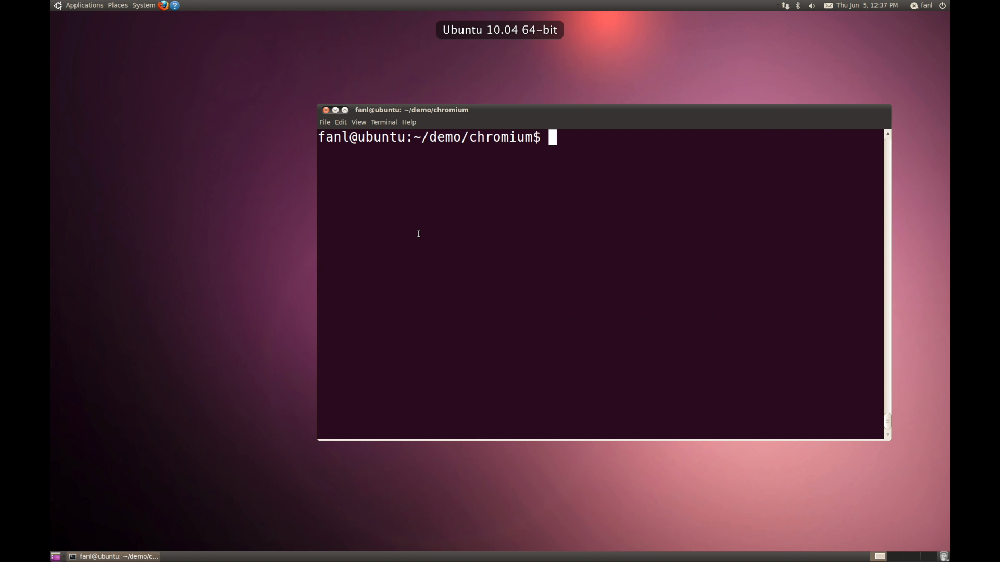 Applications Places System
Thu Jun 5, 12:37 PM fanl
Ubuntu 10.04 64-bit
fanl@ubuntu: ~/demo/chromium
File Edit View Terminal Help
fanl@ubuntu:~/demo/chromium$
fanl@ubuntu: ~/demo/c...